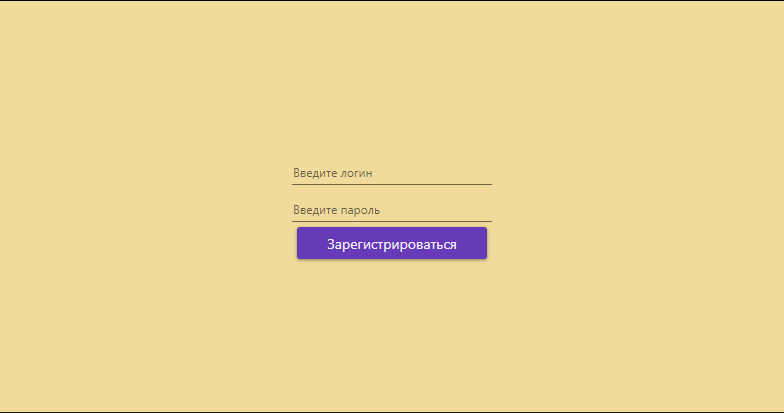 Введите логин
Введите пароль
Зарегистрироваться